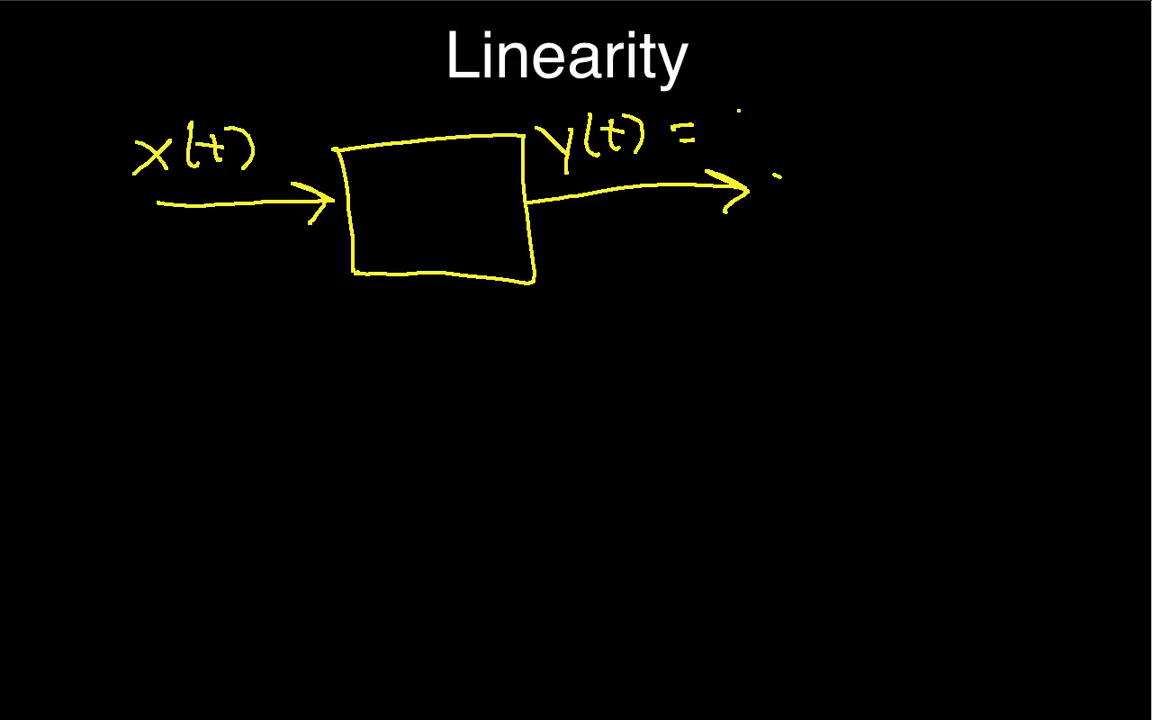 Linearity
x(t) y(t) =